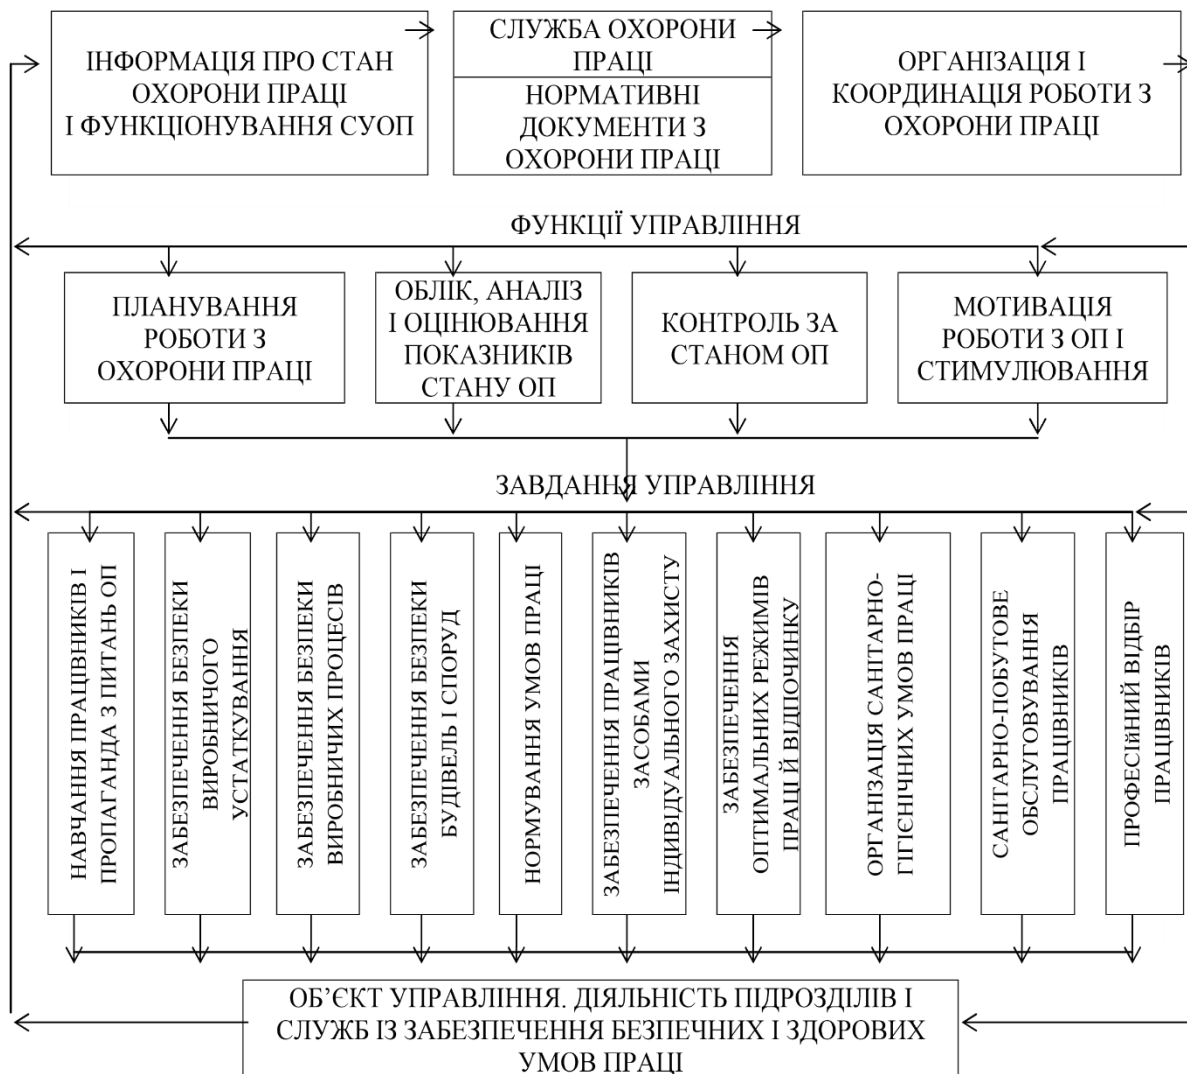 ІНФОРМАЦІЯ ПРО СТАН
ОХОРОНИ ПРАЦІ
І ФУНКЦІОНУВАННЯ СУОП
СЛУЖБА ОХОРОНИ
ПРАЦІ
НОРМАТИВНІ
ДОКУМЕНТИ З
ОХОРОНИ ПРАЦІ
ОРГАНІЗАЦІЯ І
КООРДИНАЦІЯ РОБОТИ З
ОХОРОНИ ПРАЦІ
ФУНКЦІЇ УПРАВЛІННЯ
ПЛАНУВАННЯ
РОБОТИ З
ОХОРОНИ ПРАЦІ
ОБЛІК, АНАЛІЗ
І ОЦІНЮВАННЯ
ПОКАЗНИКІВ
СТАНУ ОП
КОНТРОЛЬ ЗА
СТАНОМ ОП
МОТИВАЦІЯ
РОБОТИ З ОП І
СТИМУЛЮВАННЯ
ЗАВДАННЯ УПРАВЛІННЯ
НАВЧАННЯ ПРАЦІВНИКІВ І
ПРОПАГАНДА З ПИТАНЬ ОП
ЗАБЕЗПЕЧЕННЯ БЕЗПЕКИ
ВИРОБНИЧОГО
УСТАТКУВАННЯ
ЗАБЕЗПЕЧЕННЯ БЕЗПЕКИ
ВИРОБНИЧИХ ПРОЦЕСІВ
ЗАБЕЗПЕЧЕННЯ БЕЗПЕКИ
БУДІВЕЛЬ І СПОРУД
НОРМУВАННЯ УМОВ ПРАЦІ
ЗАБЕЗПЕЧЕННЯ ПРАЦІВНИКІВ
ЗАСОБАМИ
ІНДИВІДУАЛЬНОГО ЗАХИСТУ
ЗАБЕЗПЕЧЕННЯ
ОПТИМАЛЬНИХ РЕЖИМІВ
ПРАЦІ Й ВІДПОЧИНКУ
ОРГАНІЗАЦІЯ САНІТАРНО-
ГІГІЄНІЧНИХ УМОВ ПРАЦІ
САНІТАРНО-ПОБУТОВЕ
ОБСЛУГОВУВАННЯ
ПРАЦІВНИКІВ
ПРОФЕСІйНИЙ ВІДБІР
ПРАЦІВНИКІВ
ОБ’ЄКТ УПРАВЛІННЯ. ДІЯЛЬНІСТЬ ПІДРОЗДІЛІВ І
СЛУЖБ ІЗ ЗАБЕЗПЕЧЕННЯ БЕЗПЕЧНИХ І ЗДОРОВИХ
УМОВ ПРАЦІ